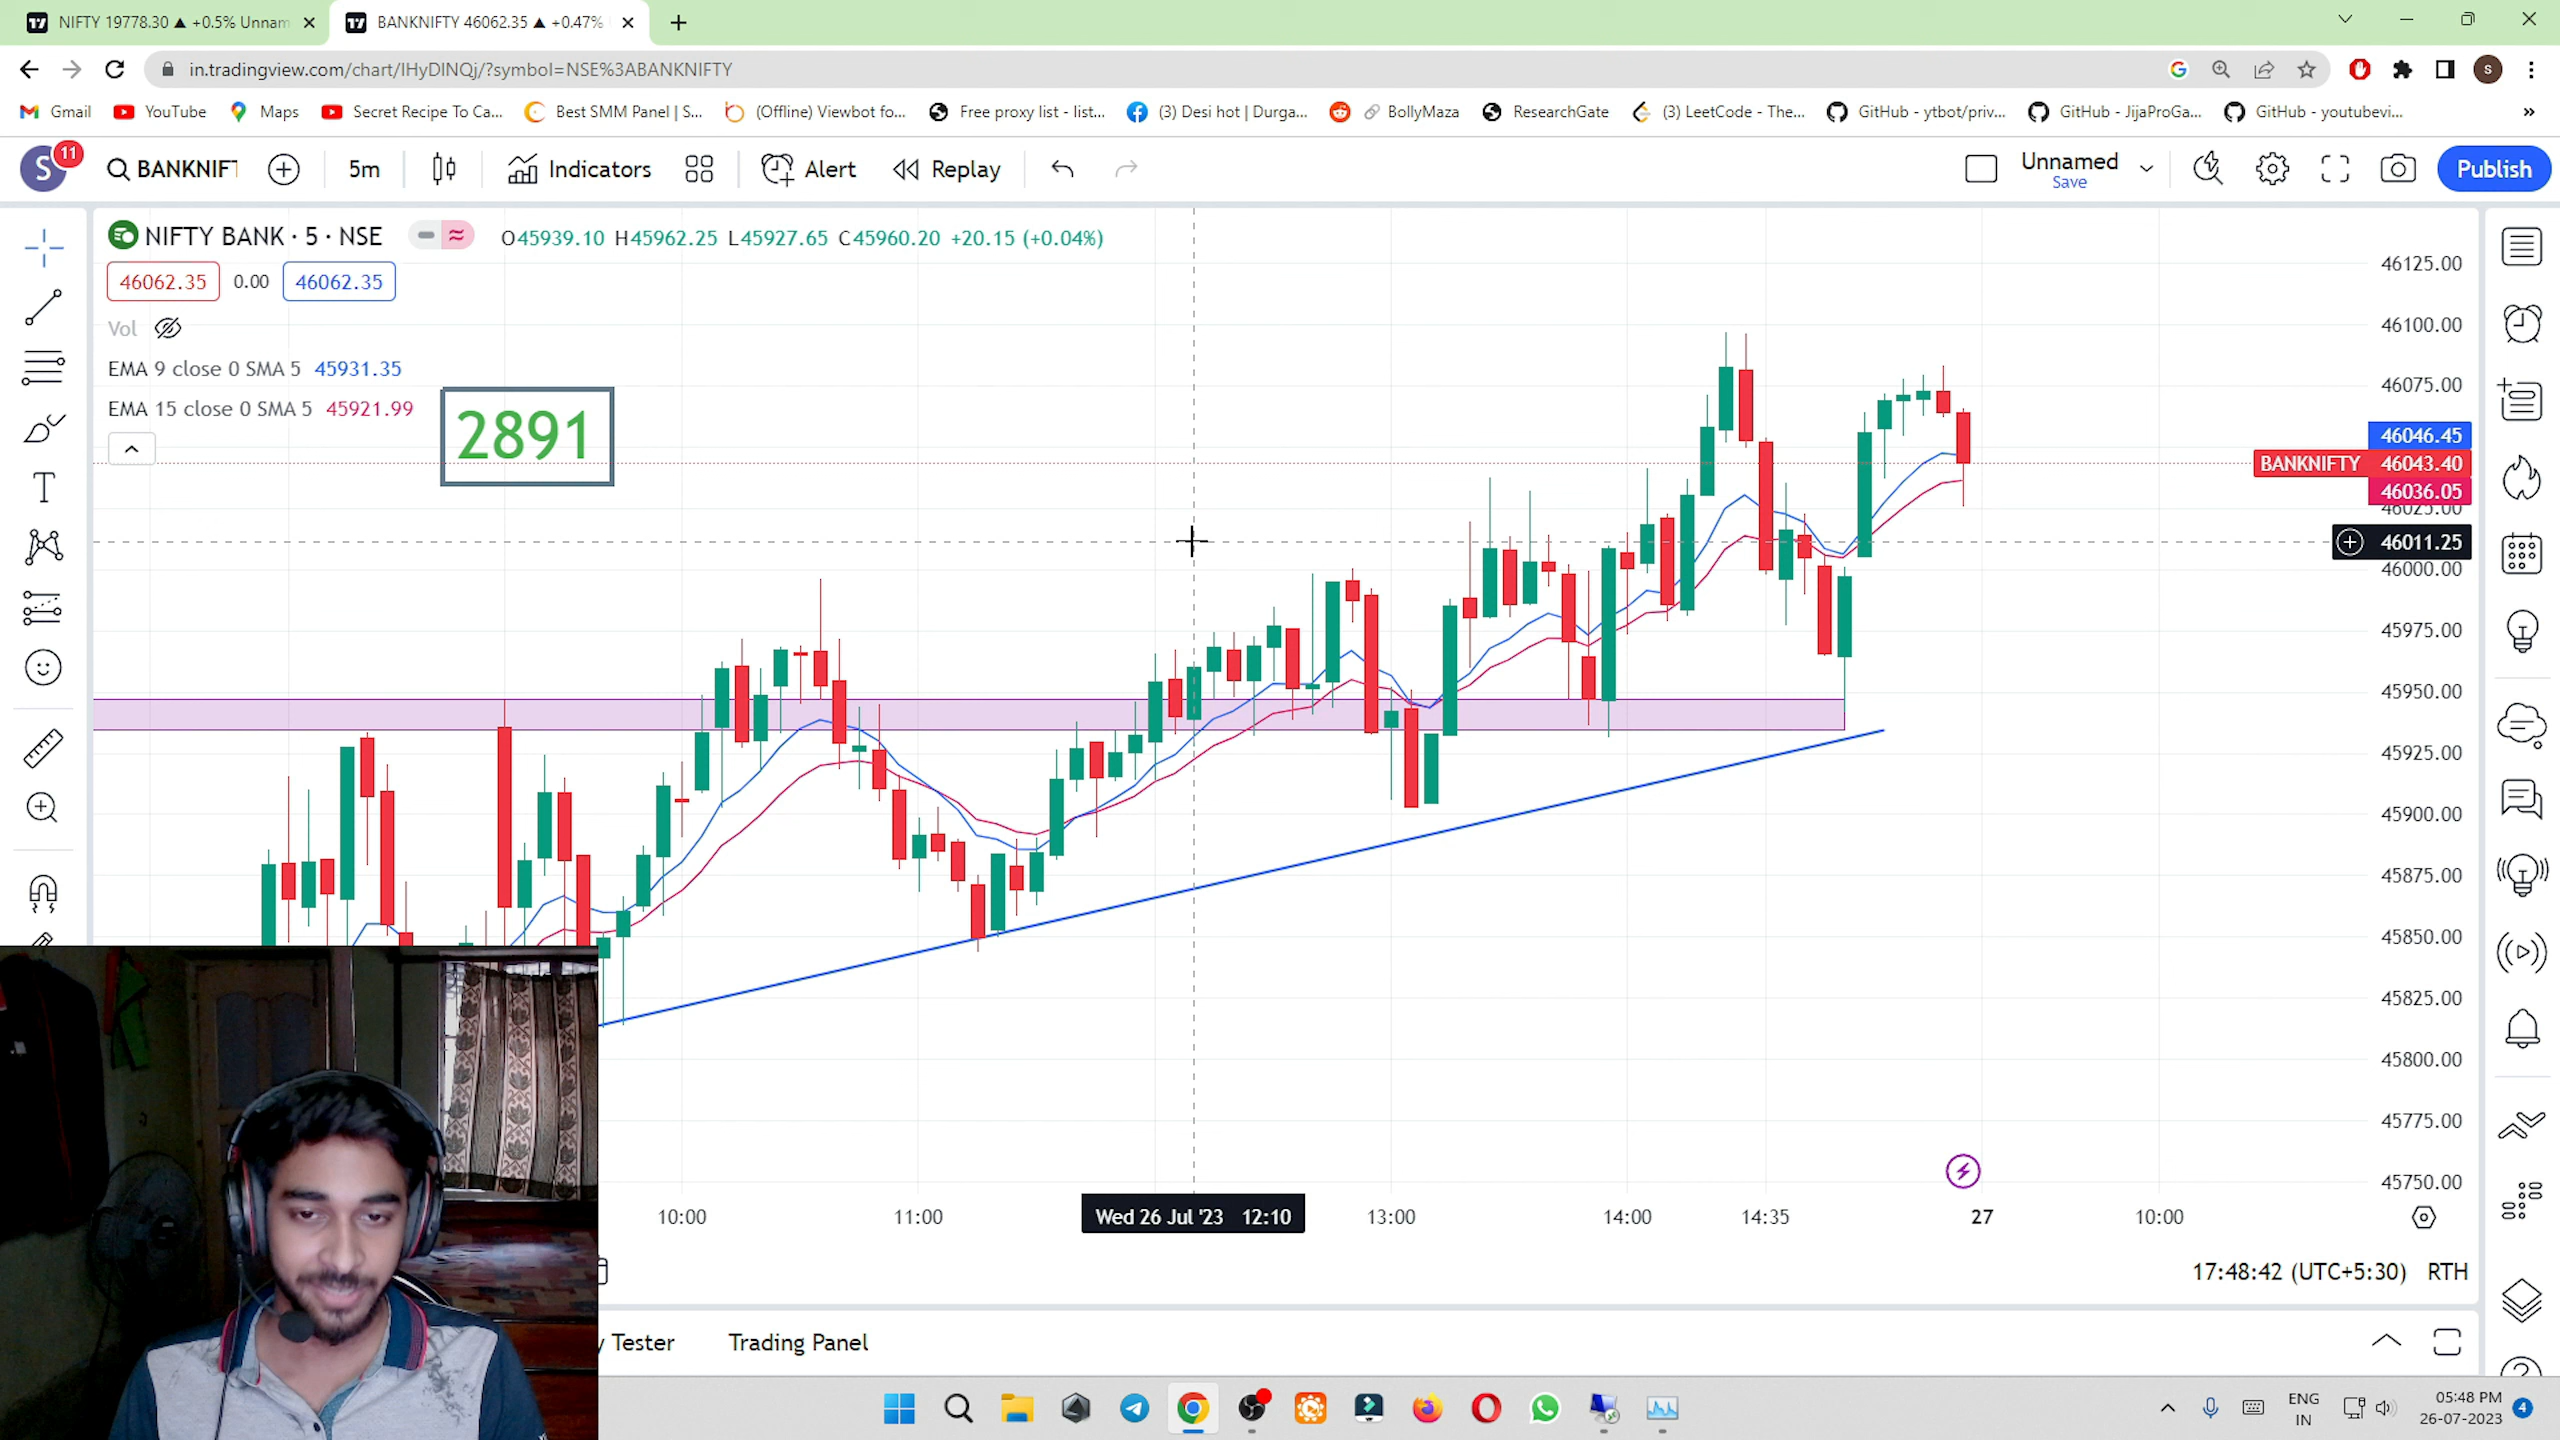 NIFTY 19778.30 ▲ +0.5% Unnam
BANKNIFTY 46062.35 ▲ +0.47%
in.tradingview.com/chart/IHyDINQj/?symbol=NSE%3ABANKNIFTY
S
Gmail
YouTube
Maps
Secret Recipe To Ca...
Best SMM Panel | S...
(Offline) Viewbot fo...
Free proxy list - list...
(3) Desi hot | Durga...
BollyMaza
ResearchGate
(3) LeetCode - The...
GitHub - ytbot/priv...
GitHub - JijaProGa...
GitHub - youtubevi...
S
11
BANKNIFT
5m
Indicators
Alert
Replay
Unnamed
Save
Publish
NIFTY BANK · 5 · NSE
O45939.10 H45962.25 L45927.65 C45960.20 +20.15 (+0.04%)
46062.35
0.00
46062.35
Vol
EMA 9 close 0 SMA 5 45931.35
EMA 15 close 0 SMA 5 45921.99
2891
46125.00
46100.00
46075.00
46046.45
BANKNIFTY 46043.40
46036.05
46025.00
46011.25
46000.00
45975.00
45950.00
45925.00
45900.00
45875.00
45850.00
45825.00
45800.00
45775.00
45750.00
10:00
11:00
Wed 26 Jul '23 12:10
13:00
14:00
14:35
27
10:00
17:48:42 (UTC+5:30) RTH
y Tester
Trading Panel
ENG
IN
05:48 PM
26-07-2023
4